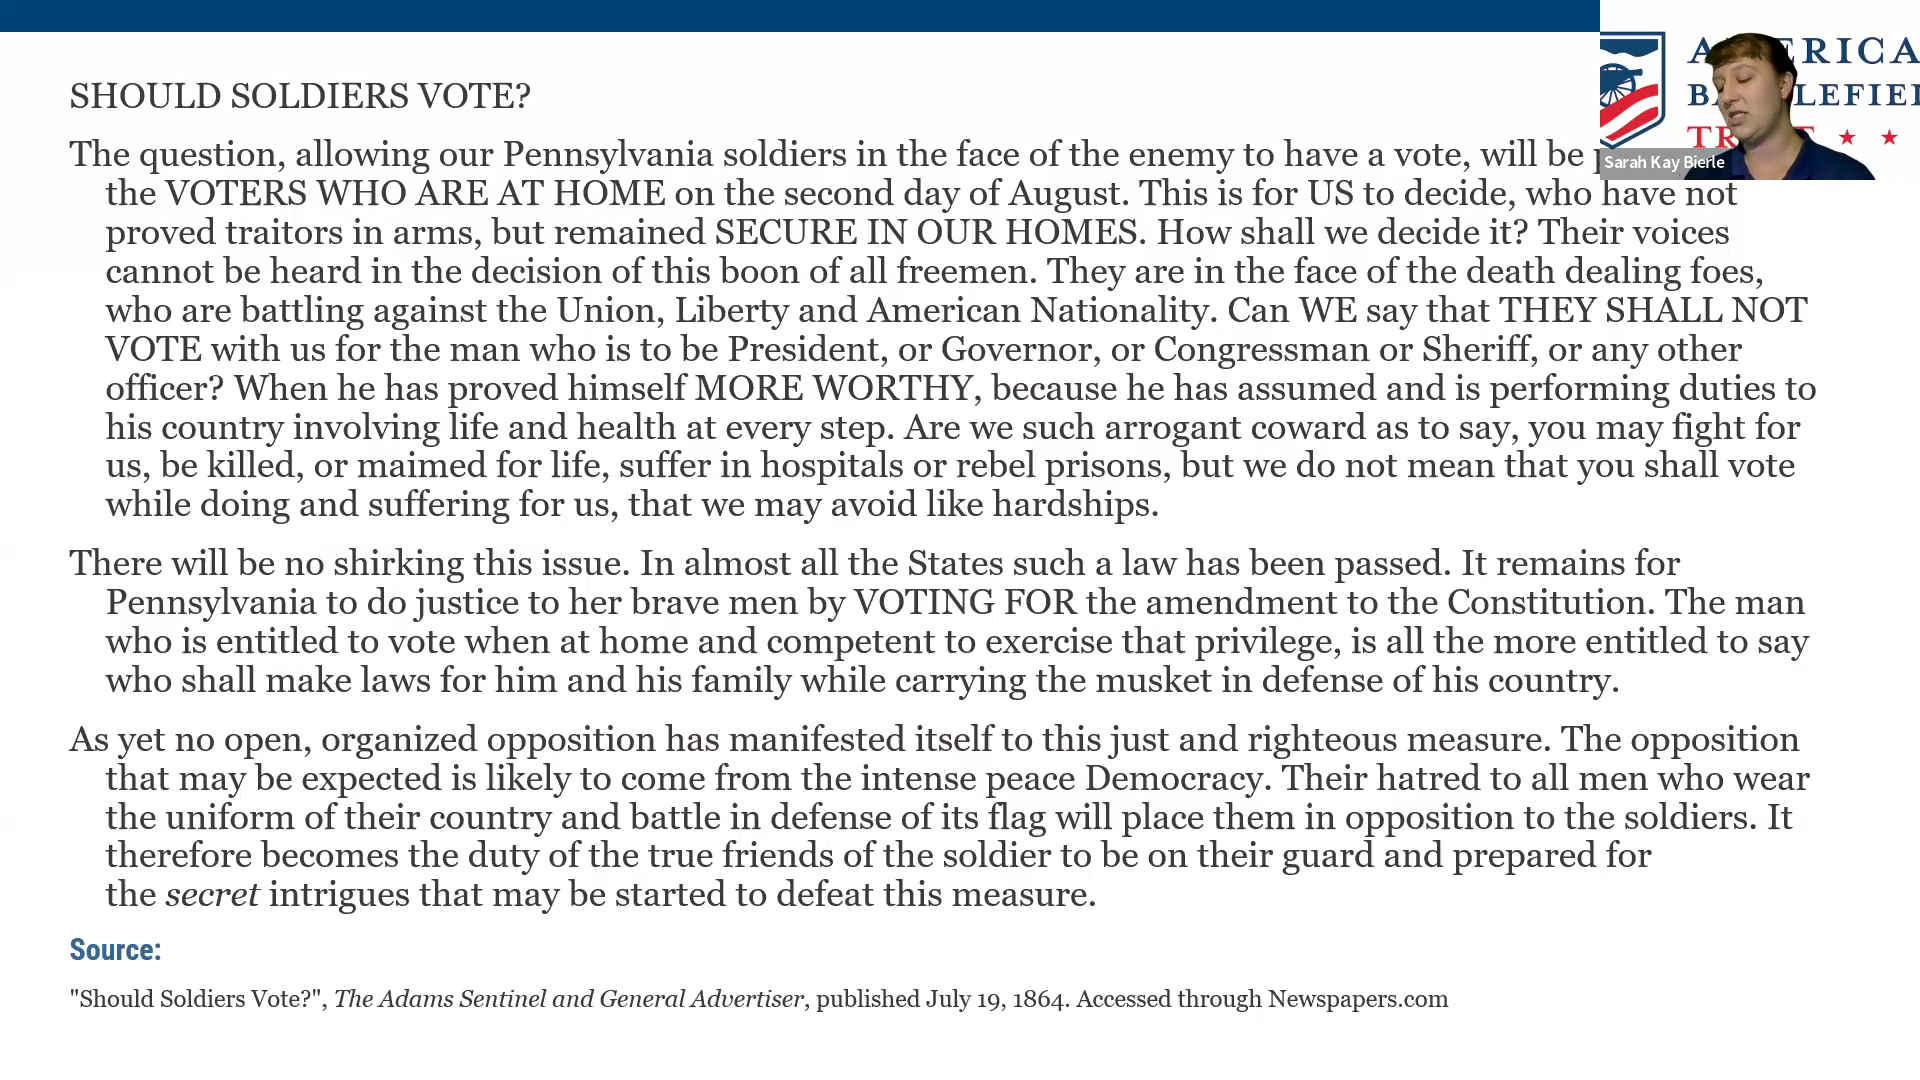 SHOULD SOLDIERS VOTE?
The question, allowing our Pennsylvania soldiers in the face of the enemy to have a vote, will be
the VOTERS WHO ARE AT HOME on the second day of August. This is for US to decide, who have not
proved traitors in arms, but remained SECURE IN OUR HOMES. How shall we decide it? Their voices
cannot be heard in the decision of this boon of all freemen. They are in the face of the death dealing foes,
who are battling against the Union, Liberty and American Nationality. Can WE say that THEY SHALL NOT
VOTE with us for the man who is to be President, or Governor, or Congressman or Sheriff, or any other
officer? When he has proved himself MORE WORTHY, because he has assumed and is performing duties to
his country involving life and health at every step. Are we such arrogant coward as to say, you may fight for
us, be killed, or maimed for life, suffer in hospitals or rebel prisons, but we do not mean that you shall vote
while doing and suffering for us, that we may avoid like hardships.
There will be no shirking this issue. In almost all the States such a law has been passed. It remains for
Pennsylvania to do justice to her brave men by VOTING FOR the amendment to the Constitution. The man
who is entitled to vote when at home and competent to exercise that privilege, is all the more entitled to say
who shall make laws for him and his family while carrying the musket in defense of his country.
As yet no open, organized opposition has manifested itself to this just and righteous measure. The opposition
that may be expected is likely to come from the intense peace Democracy. Their hatred to all men who wear
the uniform of their country and battle in defense of its flag will place them in opposition to the soldiers. It
therefore becomes the duty of the true friends of the soldier to be on their guard and prepared for
the secret intrigues that may be started to defeat this measure.
Source:
"Should Soldiers Vote?", The Adams Sentinel and General Advertiser, published July 19, 1864. Accessed through Newspapers.com
Sarah Kay Bierle